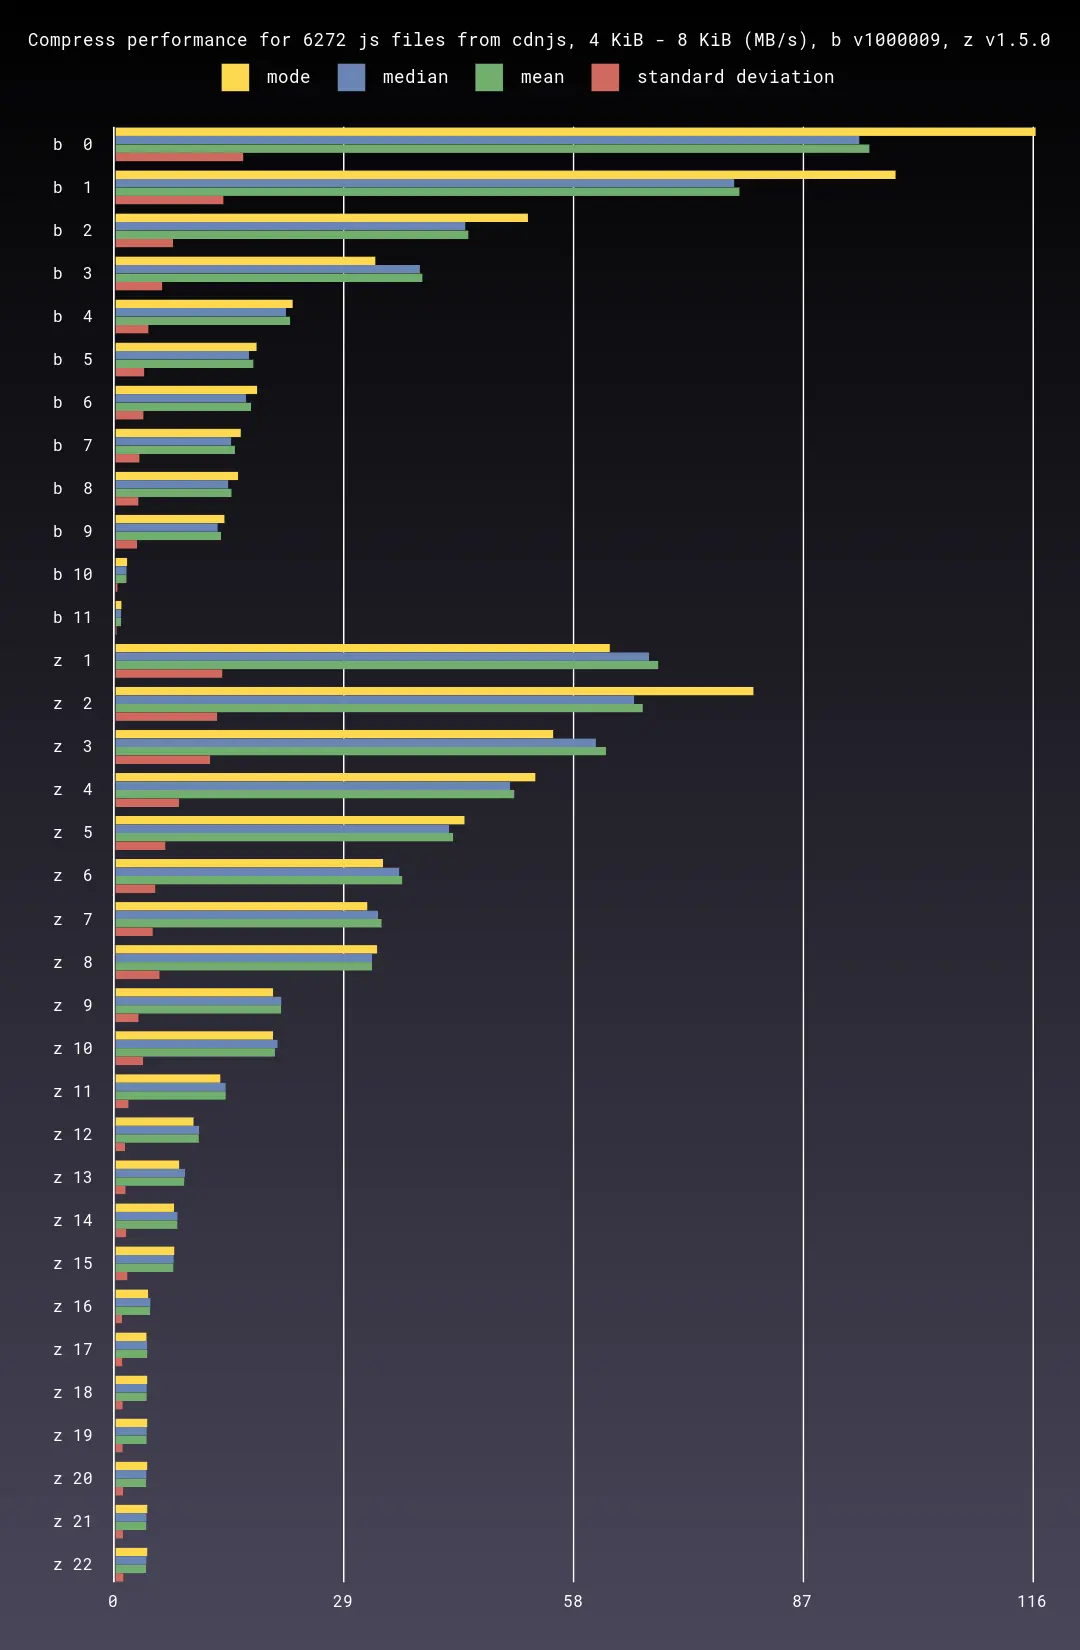 Compress performance for 6272 js files from cdnjs, 4 KiB - 8 KiB (MB/s), b v1000009, z v1.5.0
mode median mean standard deviation
b 0
b 1
b 2
b 3
b 4
b 5
b 6
b 7
b 8
b 9
b 10
b 11
z 1
z 2
z 3
z 4
z 5
z 6
z 7
z 8
z 9
z 10
z 11
z 12
z 13
z 14
z 15
z 16
z 17
z 18
z 19
z 20
z 21
z 22
0 29 58 87 116